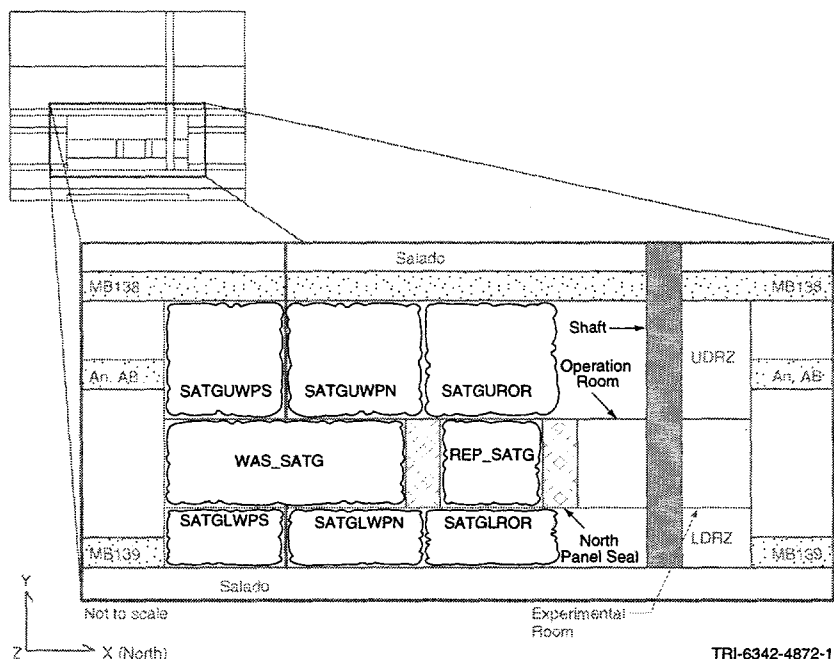 Salado
MB138
MB138
Shaft
Operation
Room
UDRZ
An, AB
An, AB
SATGUWPS
SATGUWPN
SATGUROR
WAS_SATG
REP_SATG
SATGLWPS
SATGLWPN
SATGLROR
North
Panel Seal
LDRZ
MB139
MB139
Salado
Y
Not to scale
Experimental
Room
Z
X (North)
TRI-6342-4872-1